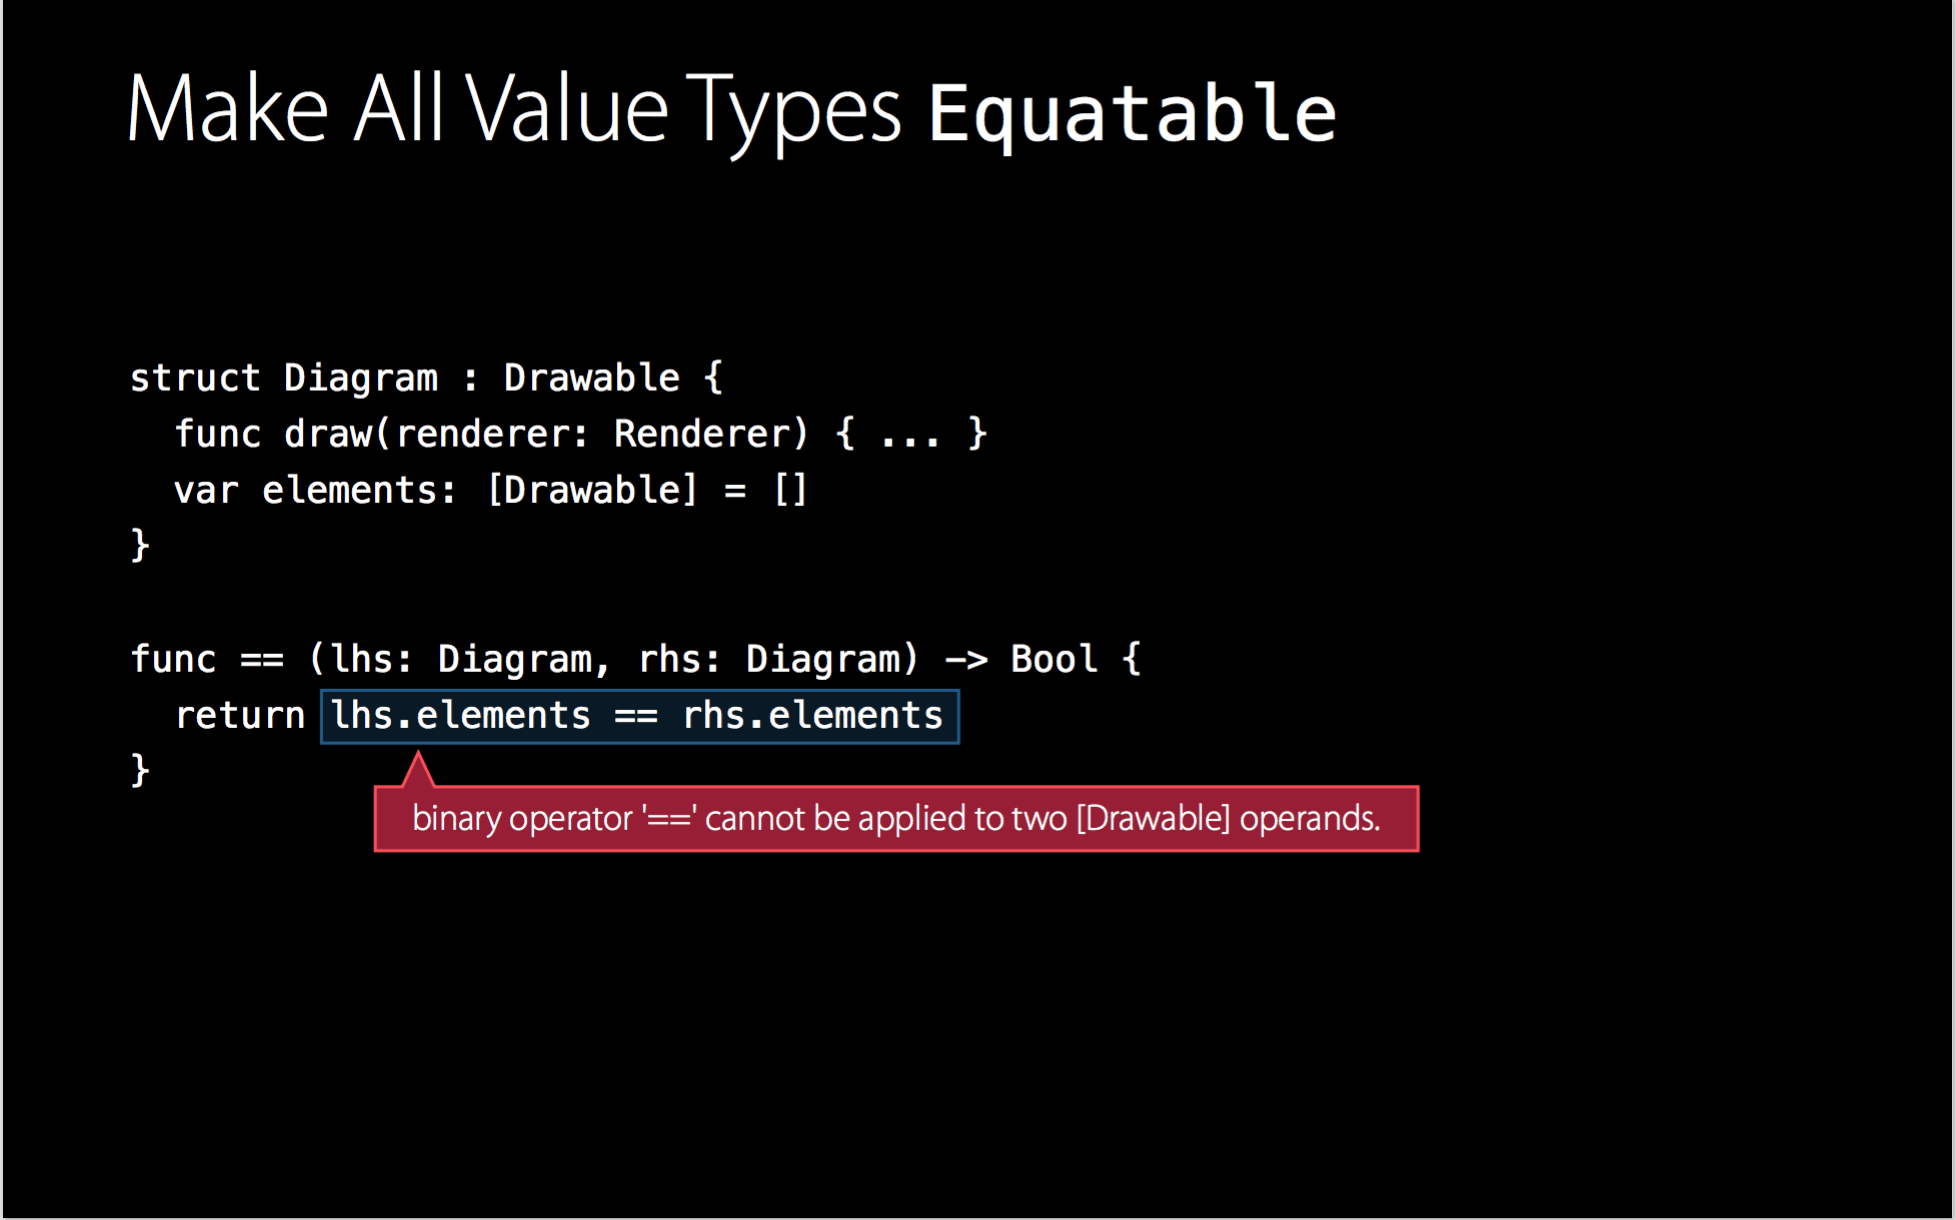 Make All Value Types Equatable
struct Diagram : Drawable {
  func draw(renderer: Renderer) { ... }
  var elements: [Drawable] = []
}
func == (lhs: Diagram, rhs: Diagram) -> Bool {
  return lhs.elements == rhs.elements
}
binary operator '==' cannot be applied to two [Drawable] operands.